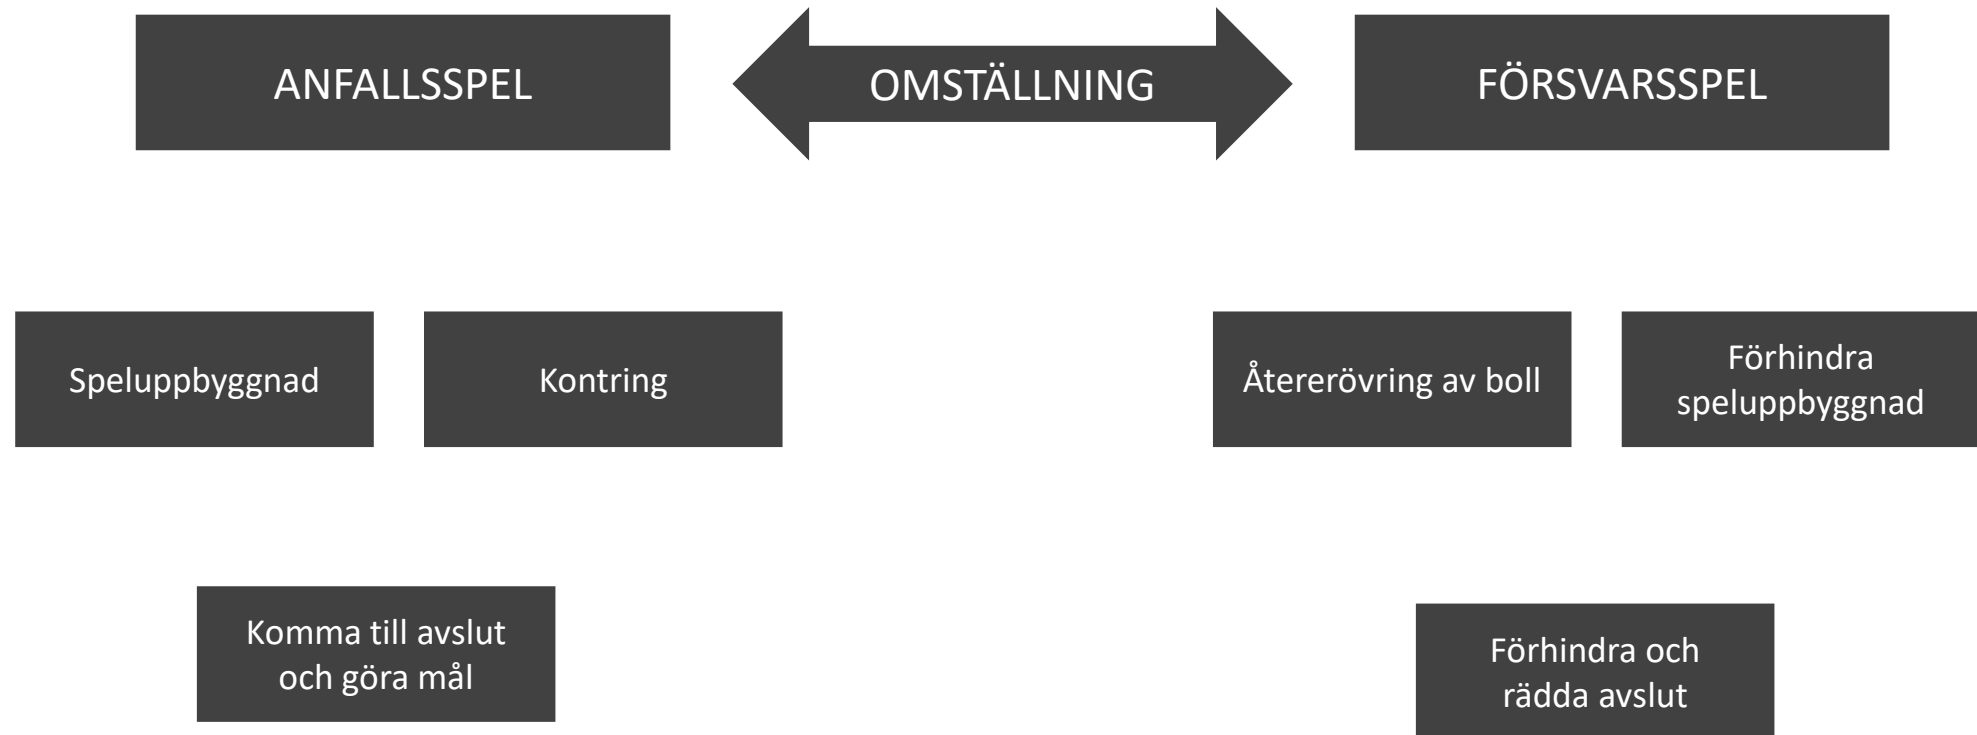 ANFALLSSPEL
OMSTÄLLNING
FÖRSVARSSPEL
Speluppbyggnad
Kontring
Återerövring av boll
Förhindra
speluppbyggnad
Komma till avslut
och göra mål
Förhindra och
rädda avslut